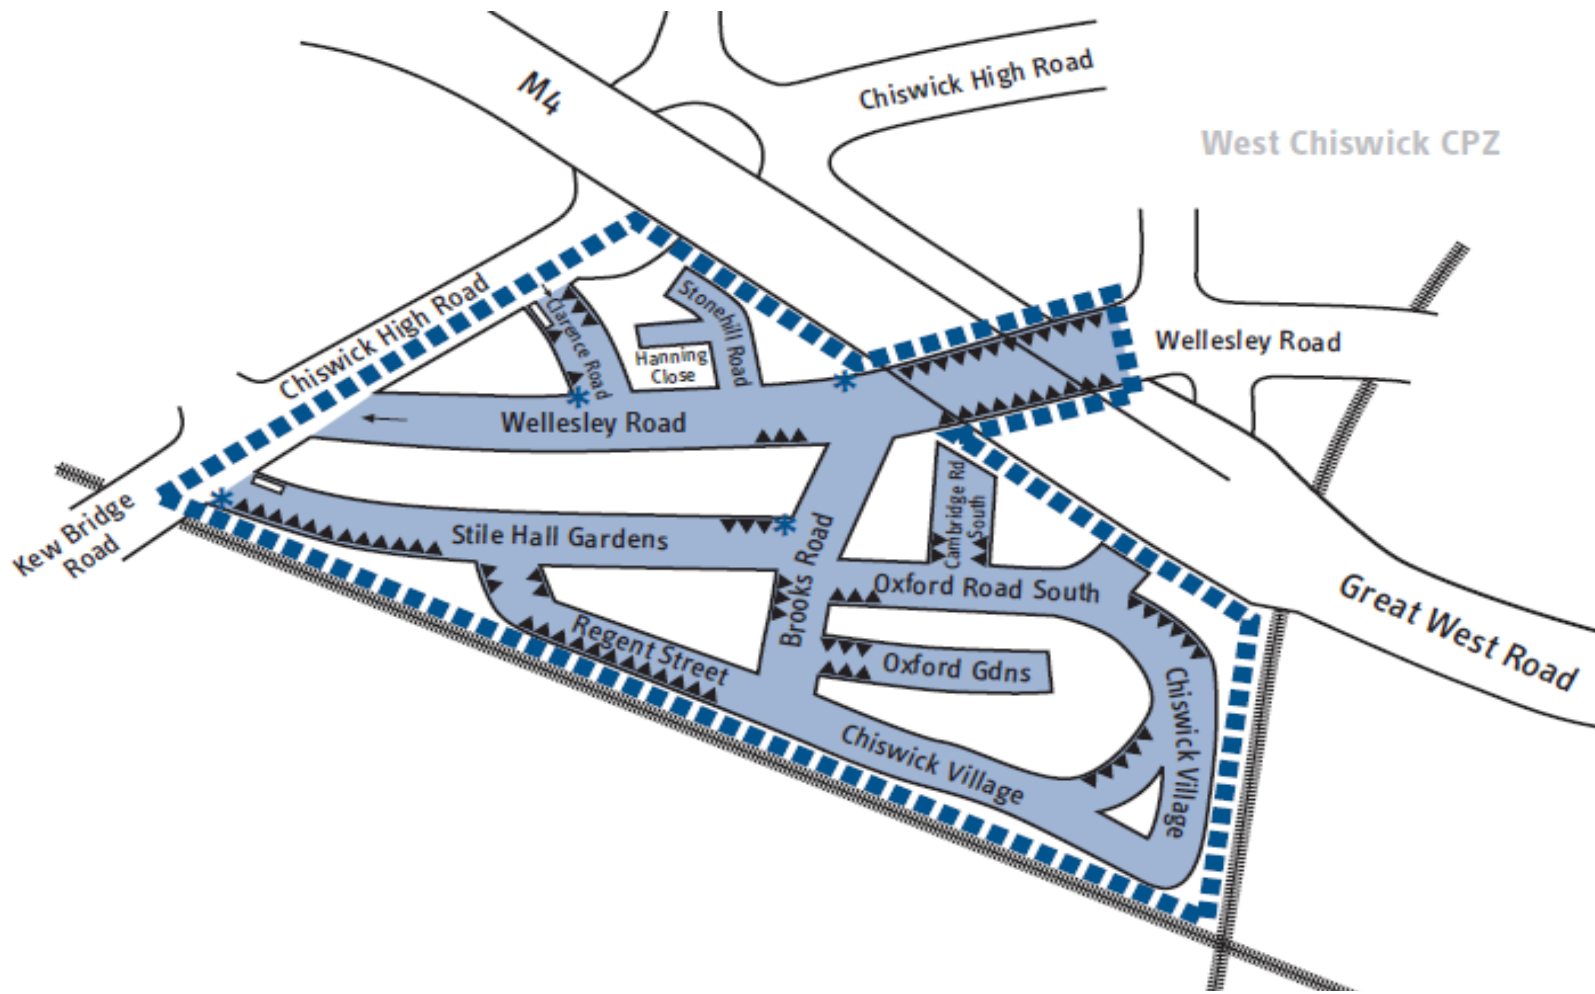 M4
Chiswick High Road
West Chiswick CPZ
Chiswick High Road
Clarence Road
Stonehill Road
Hanning
Close
Wellesley Road
Wellesley Road
Kew Bridge
Road
Stile Hall Gardens
Regent Street
Brooks Road
Cambridge Rd
South
Oxford Road South
Oxford Gdns
Chiswick Village
Chiswick Village
Great West Road